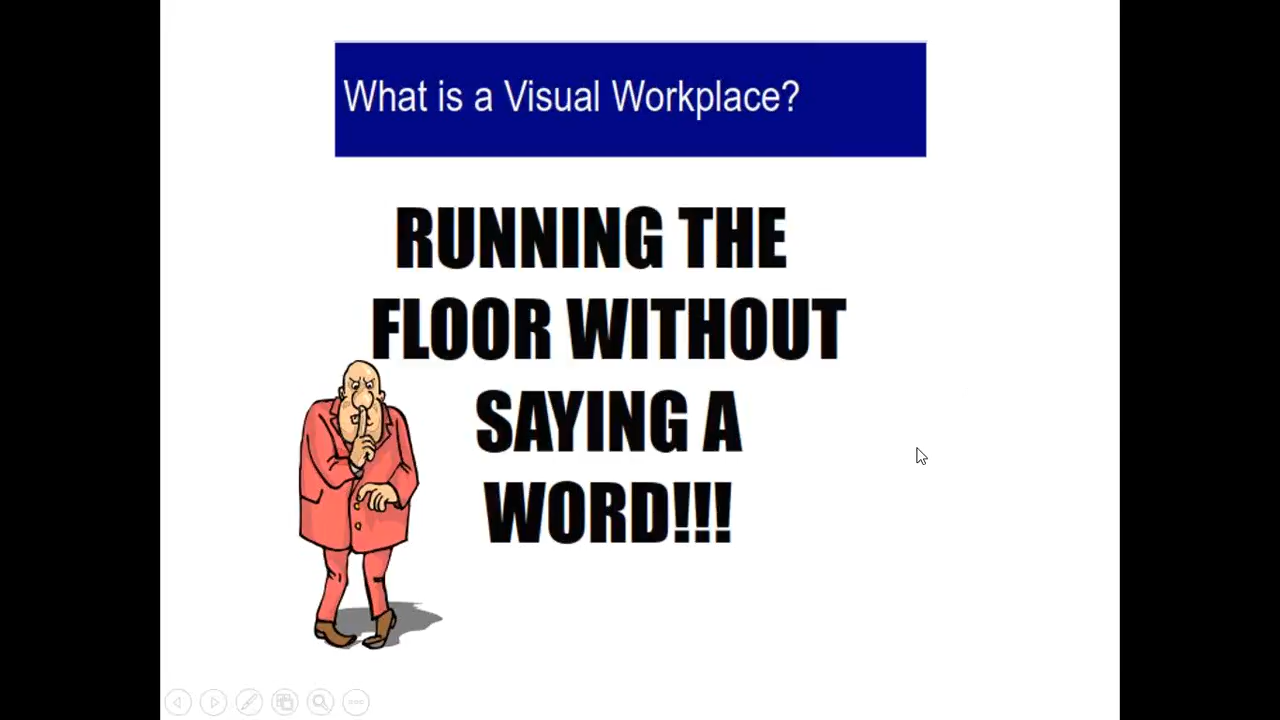 What is a Visual Workplace?
RUNNING THE
FLOOR WITHOUT
SAYING A
WORD!!!